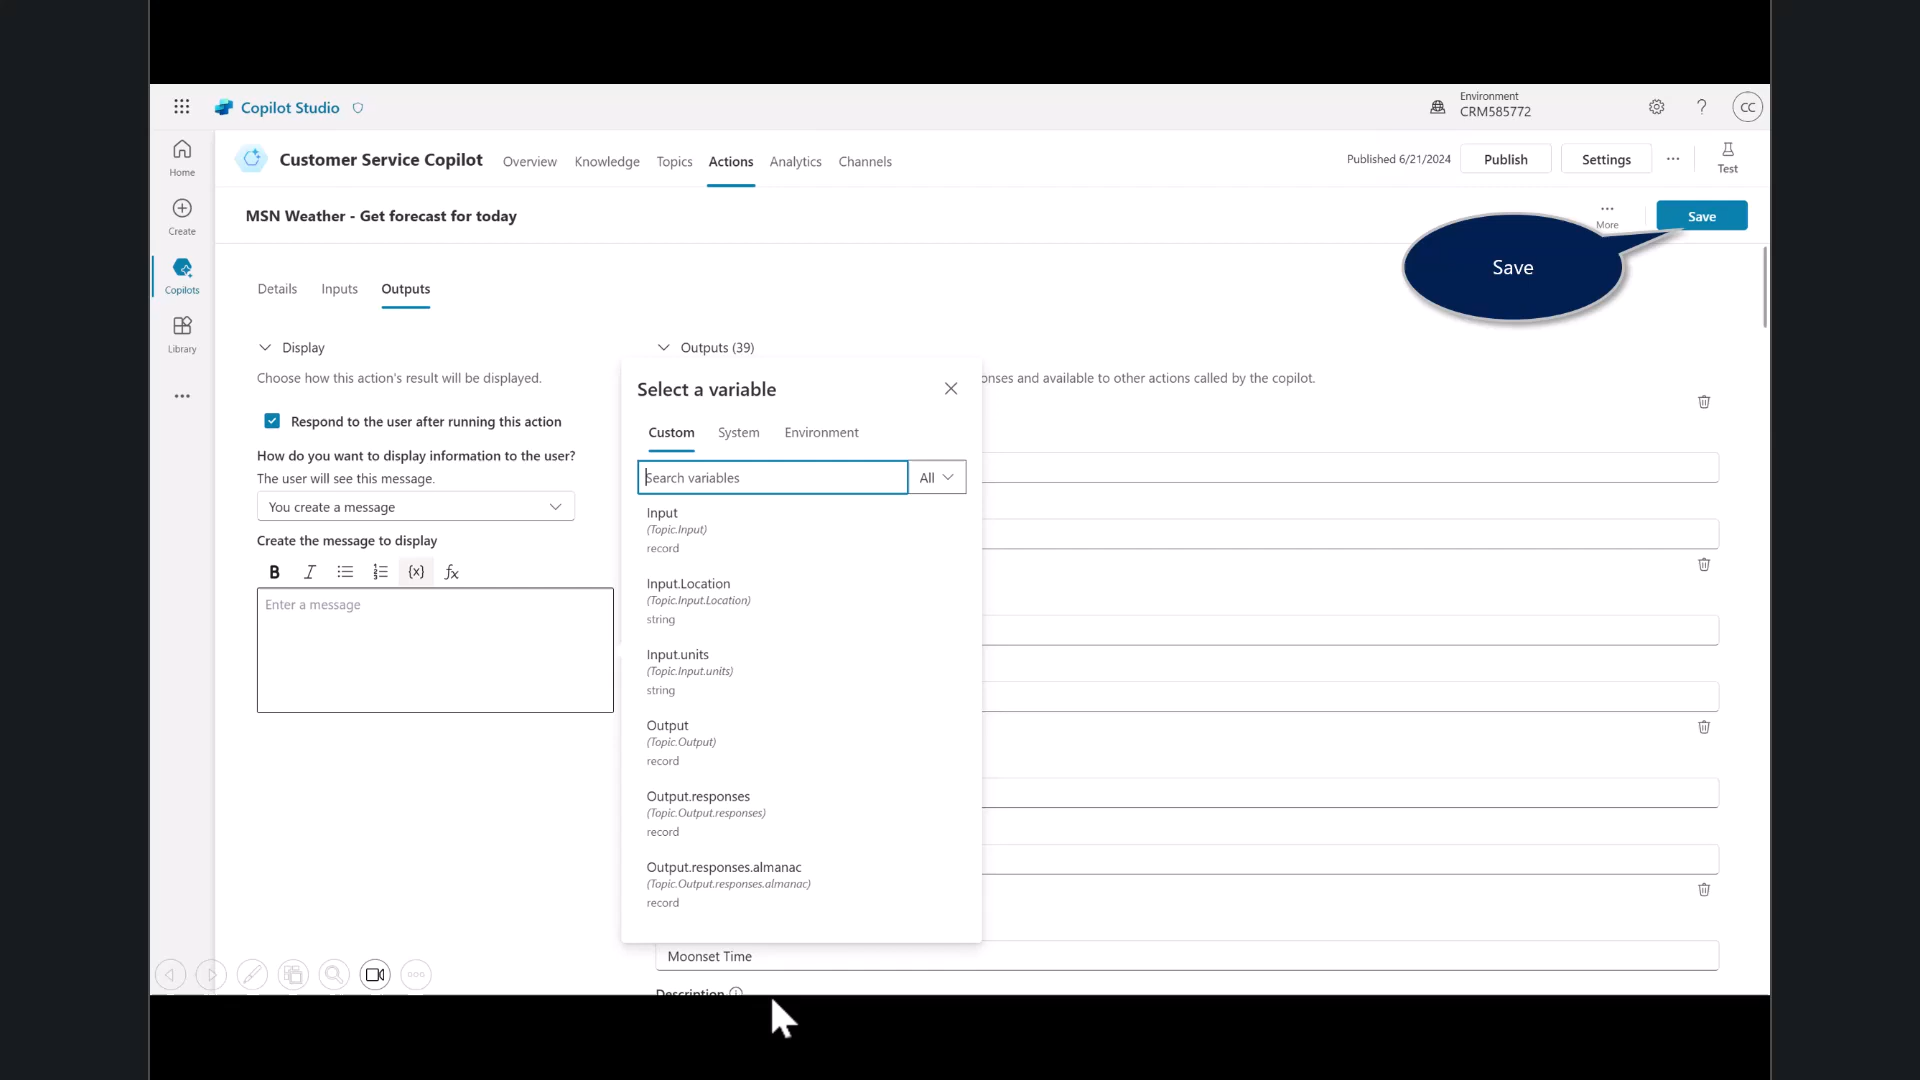 Copilot Studio
Environment
CRM585772
?
CC
Home
Create
Copilots
Library
Customer Service Copilot
Overview
Knowledge
Topics
Actions
Analytics
Channels
Published 6/21/2024
Publish
Settings
Test
MSN Weather - Get forecast for today
More
Save
Save
Details
Inputs
Outputs
Display
Choose how this action's result will be displayed.
Respond to the user after running this action
How do you want to display information to the user?
The user will see this message.
You create a message
Create the message to display
B I {x} fx
Enter a message
Outputs (39)
onses and available to other actions called by the copilot.
Select a variable
Custom
System
Environment
Search variables
All
Input
(Topic.Input)
record
Input.Location
(Topic.Input.Location)
string
Input.units
(Topic.Input.units)
string
Output
(Topic.Output)
record
Output.responses
(Topic.Output.responses)
record
Output.responses.almanac
(Topic.Output.responses.almanac)
record
Moonset Time
Description